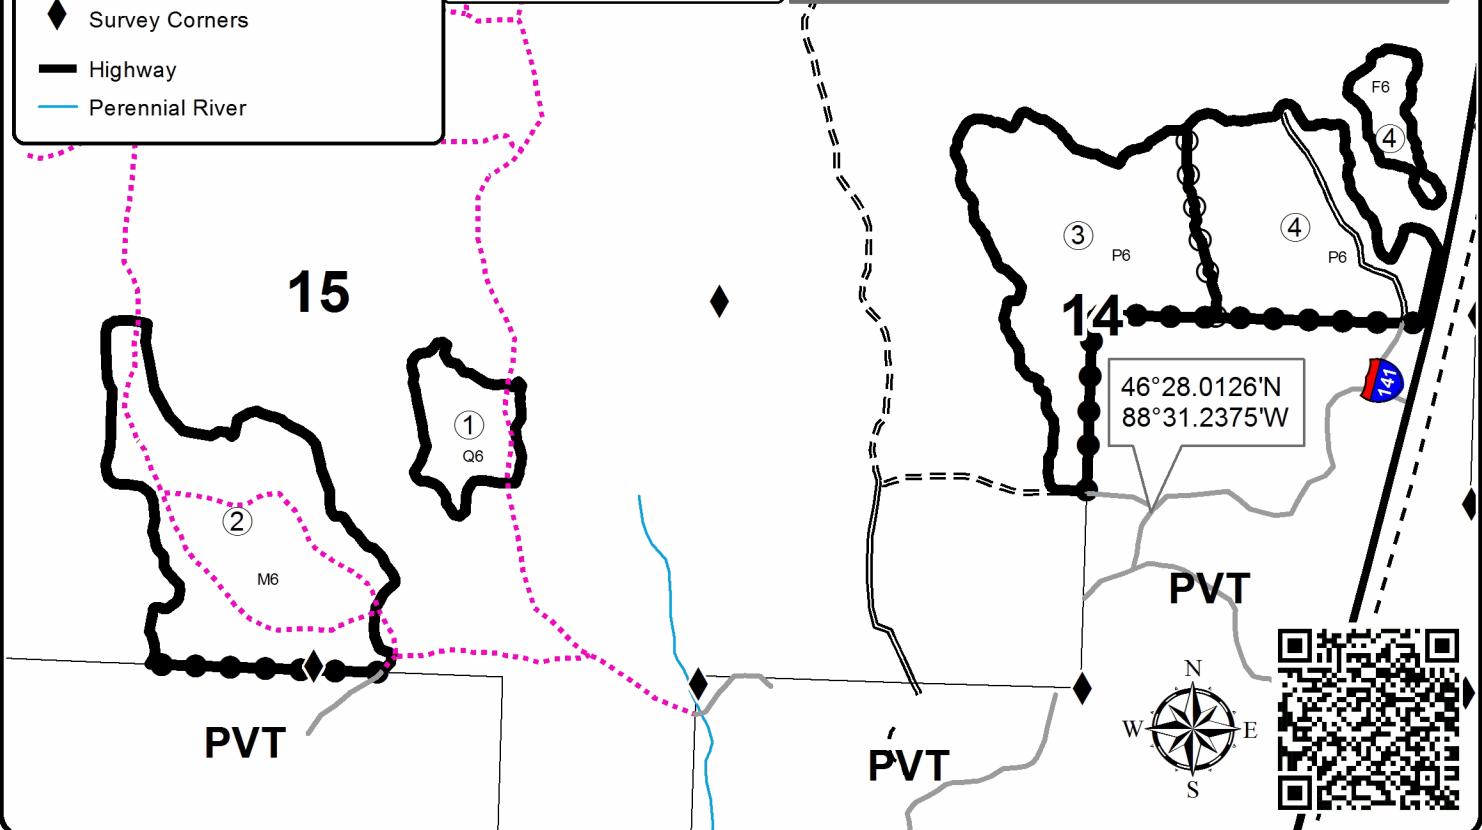 Survey Corners
Highway
Perennial River
F6
4
3
P6
4
P6
15
14
141
46°28.0126'N
88°31.2375'W
1
Q6
2
M6
PVT
PVT
PVT
N
W
E
S